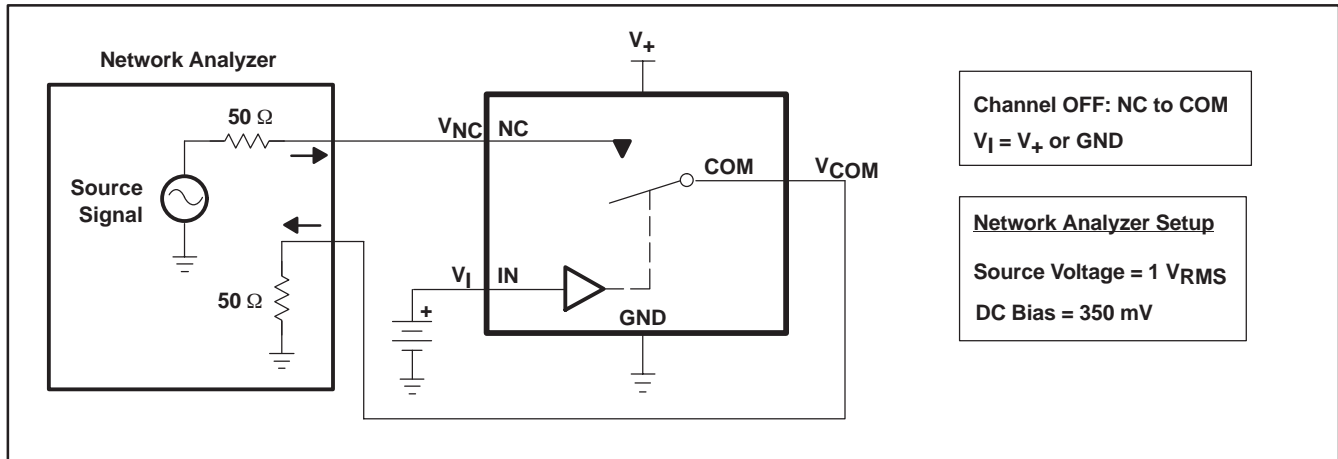 Network Analyzer
50 Ω
Source
Signal
50 Ω
V+
VNC
NC
COM
VCOM
VI
IN
+
GND
Channel OFF: NC to COM
VI = V+ or GND
Network Analyzer Setup
Source Voltage = 1 VRMS
DC Bias = 350 mV